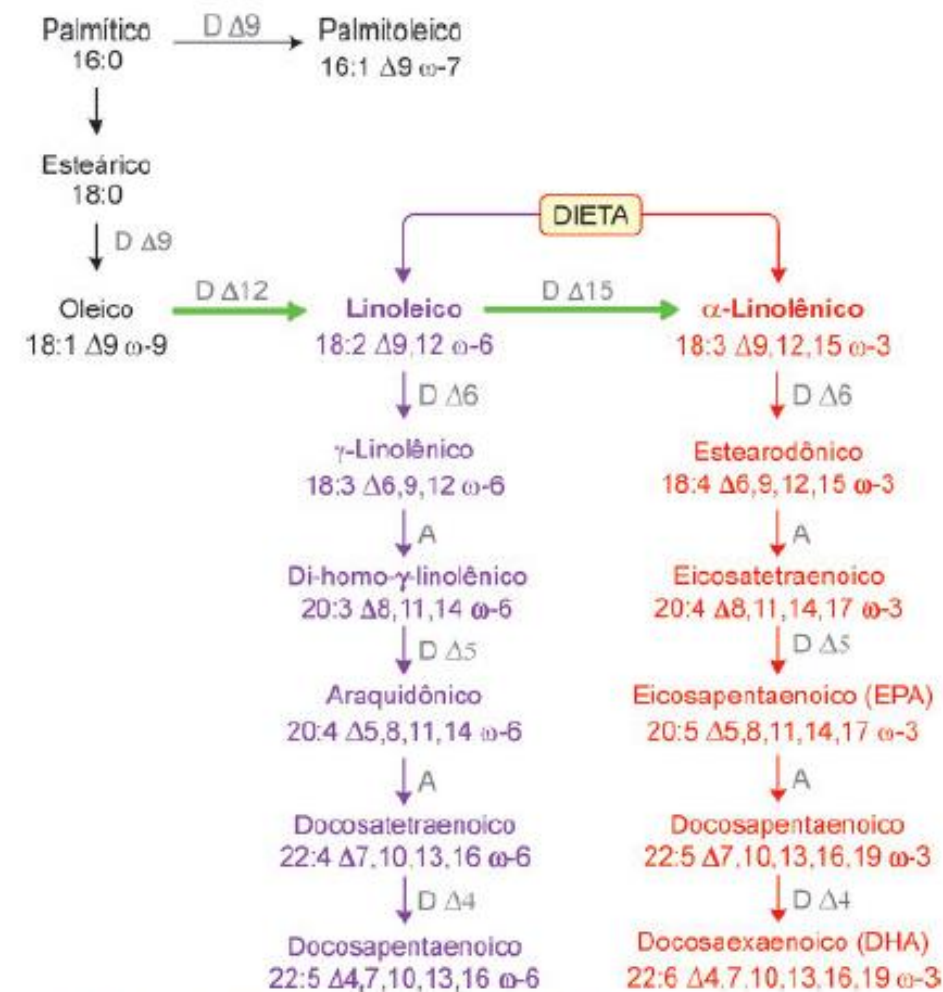 Palmítico
16:0
D Δ9
Palmitoleico
16:1 Δ9 ω-7
Esteárico
18:0
D Δ9
DIETA
Oleico
18:1 Δ9 ω-9
D Δ12
Linoleico
18:2 Δ9,12 ω-6
D Δ15
α-Linolênico
18:3 Δ9,12,15 ω-3
D Δ6
D Δ6
γ-Linolênico
18:3 Δ6,9,12 ω-6
Estearodônico
18:4 Δ6,9,12,15 ω-3
A
A
Di-homo-γ-linolênico
20:3 Δ8,11,14 ω-6
Eicosatetraenoico
20:4 Δ8,11,14,17 ω-3
D Δ5
D Δ5
Araquidônico
20:4 Δ5,8,11,14 ω-6
Eicosapentaenoico (EPA)
20:5 Δ5,8,11,14,17 ω-3
A
A
Docosatetraenoico
22:4 Δ7,10,13,16 ω-6
Docosapentaenoico
22:5 Δ7,10,13,16,19 ω-3
D Δ4
D Δ4
Docosapentaenoico
22:5 Δ4,7,10,13,16 ω-6
Docosaexaenoico (DHA)
22:6 Δ4,7,10,13,16,19 ω-3